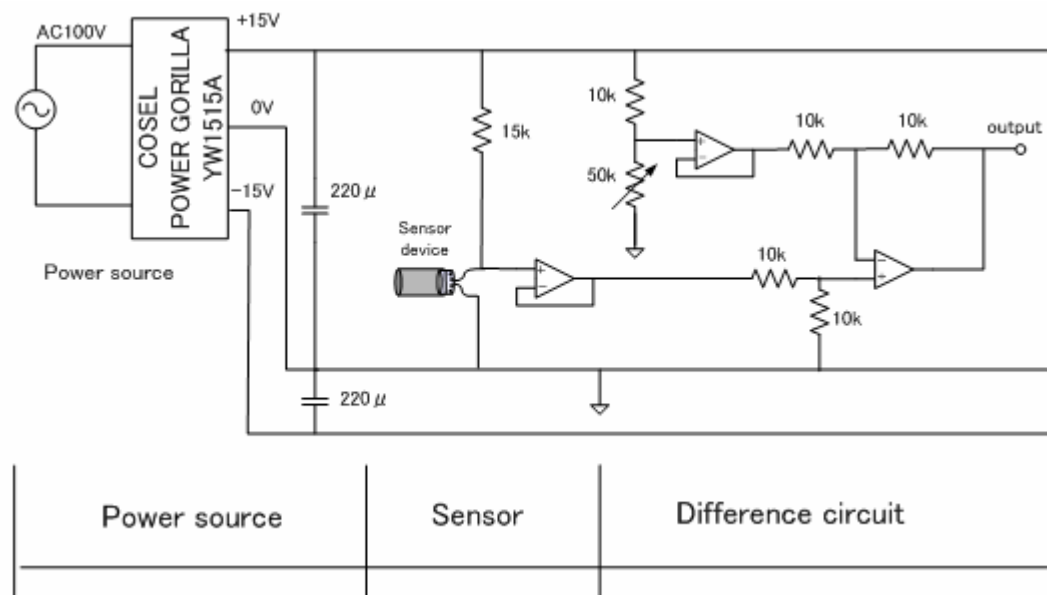 AC100V
+15V
0V
-15V
COSEL
POWER GORILLA
YW1515A
Power source
220μ
220μ
15k
Sensor
device
+
-
10k
50k
+
-
10k
10k
output
10k
10k
-
+
Power source
Sensor
Difference circuit